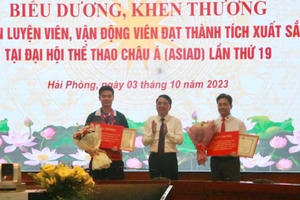 BIỂU DƯƠNG, KHEN THƯỞNG
N LUYỆN VIÊN, VẬN ĐỘNG VIÊN ĐẠT THÀNH TÍCH XUẤT SẮ
TẠI ĐẠI HỘI THỂ THAO CHÂU Á (ASIAD) LẦN THỨ 19
Hải Phòng, ngày 03 tháng 10 năm 2023